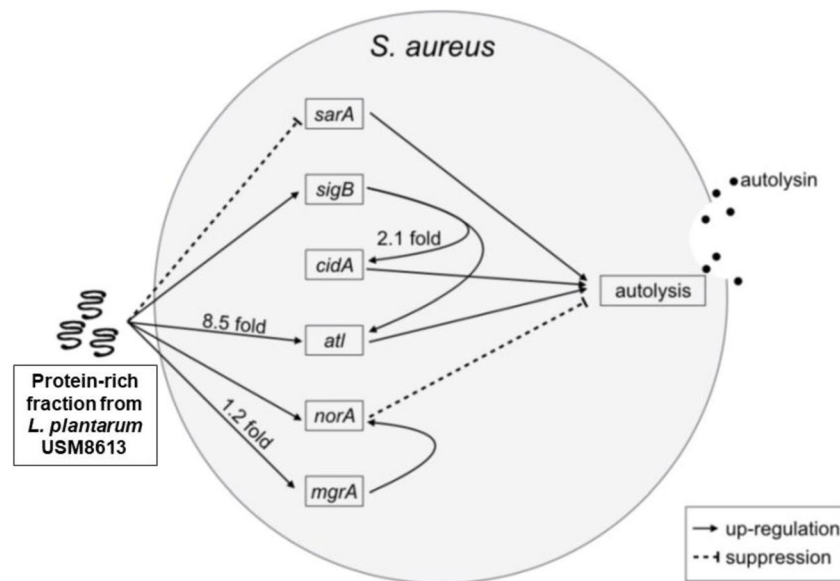 S. aureus
sarA
autolysin
sigB
2.1 fold
cidA
autolysis
8.5 fold
atl
Protein-rich
fraction from
L. plantarum
USM8613
norA
1.2 fold
mgrA
up-regulation
suppression